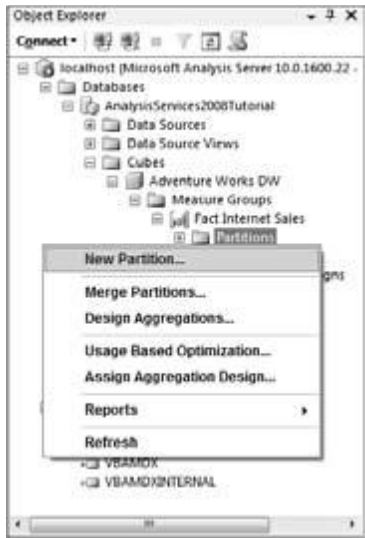 Object Explorer
Connect
localhost (Microsoft Analysis Server 10.0.1600.22 -
Databases
AnalysisServices2008Tutorial
Data Sources
Data Source Views
Cubes
Adventure Works DW
Measure Groups
Fact Internet Sales
Partitions
New Partition...
gns
Merge Partitions...
Design Aggregations...
Usage Based Optimization...
Assign Aggregation Design...
Reports
Refresh
VBAMDX
VBAMDXINTERNAL